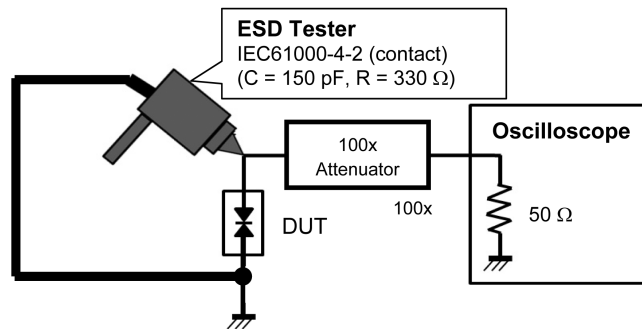 ESD Tester
IEC61000-4-2 (contact)
(C = 150 pF, R = 330 Ω)
100x
Attenuator
100x
Oscilloscope
50 Ω
DUT